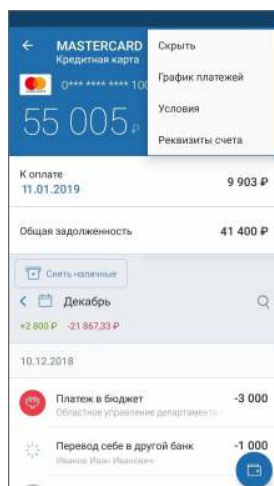 MASTERCARD
Кредитная карта
0*** **** **** 100
55 005 ₽
Скрыть
График платежей
Условия
Реквизиты счета
К оплате
11.01.2019
9 903 ₽
Общая задолженность
41 400 ₽
Снять наличные
Декабрь
+2 800 ₽ -21 867,33 ₽
10.12.2018
Платеж в бюджет
-3 000
Областное управление департамента
Перевод себе в другой банк
-1 000
Иванов Иван Иванович